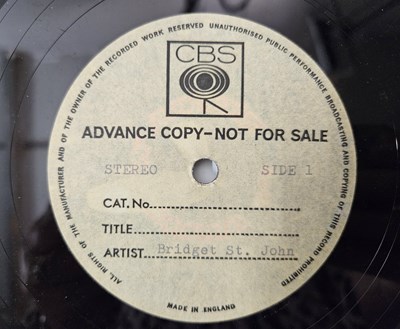 CBS
ADVANCE COPY-NOT FOR SALE
STEREO SIDE 1
CAT. No.
TITLE
ARTIST Bridget St. John
MADE IN ENGLAND
ALL RIGHTS OF THE MANUFACTURER AND OF THE OWNER OF THE RECORDED WORK RESERVED UNAUTHORISED PUBLIC PERFORMANCE BROADCASTING AND COPYING OF THIS RECORD PROHIBITED